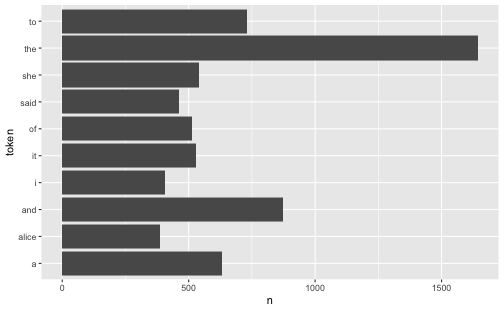 to
the
she
said
of
it
i
and
alice
a
token
0
500
1000
1500
n